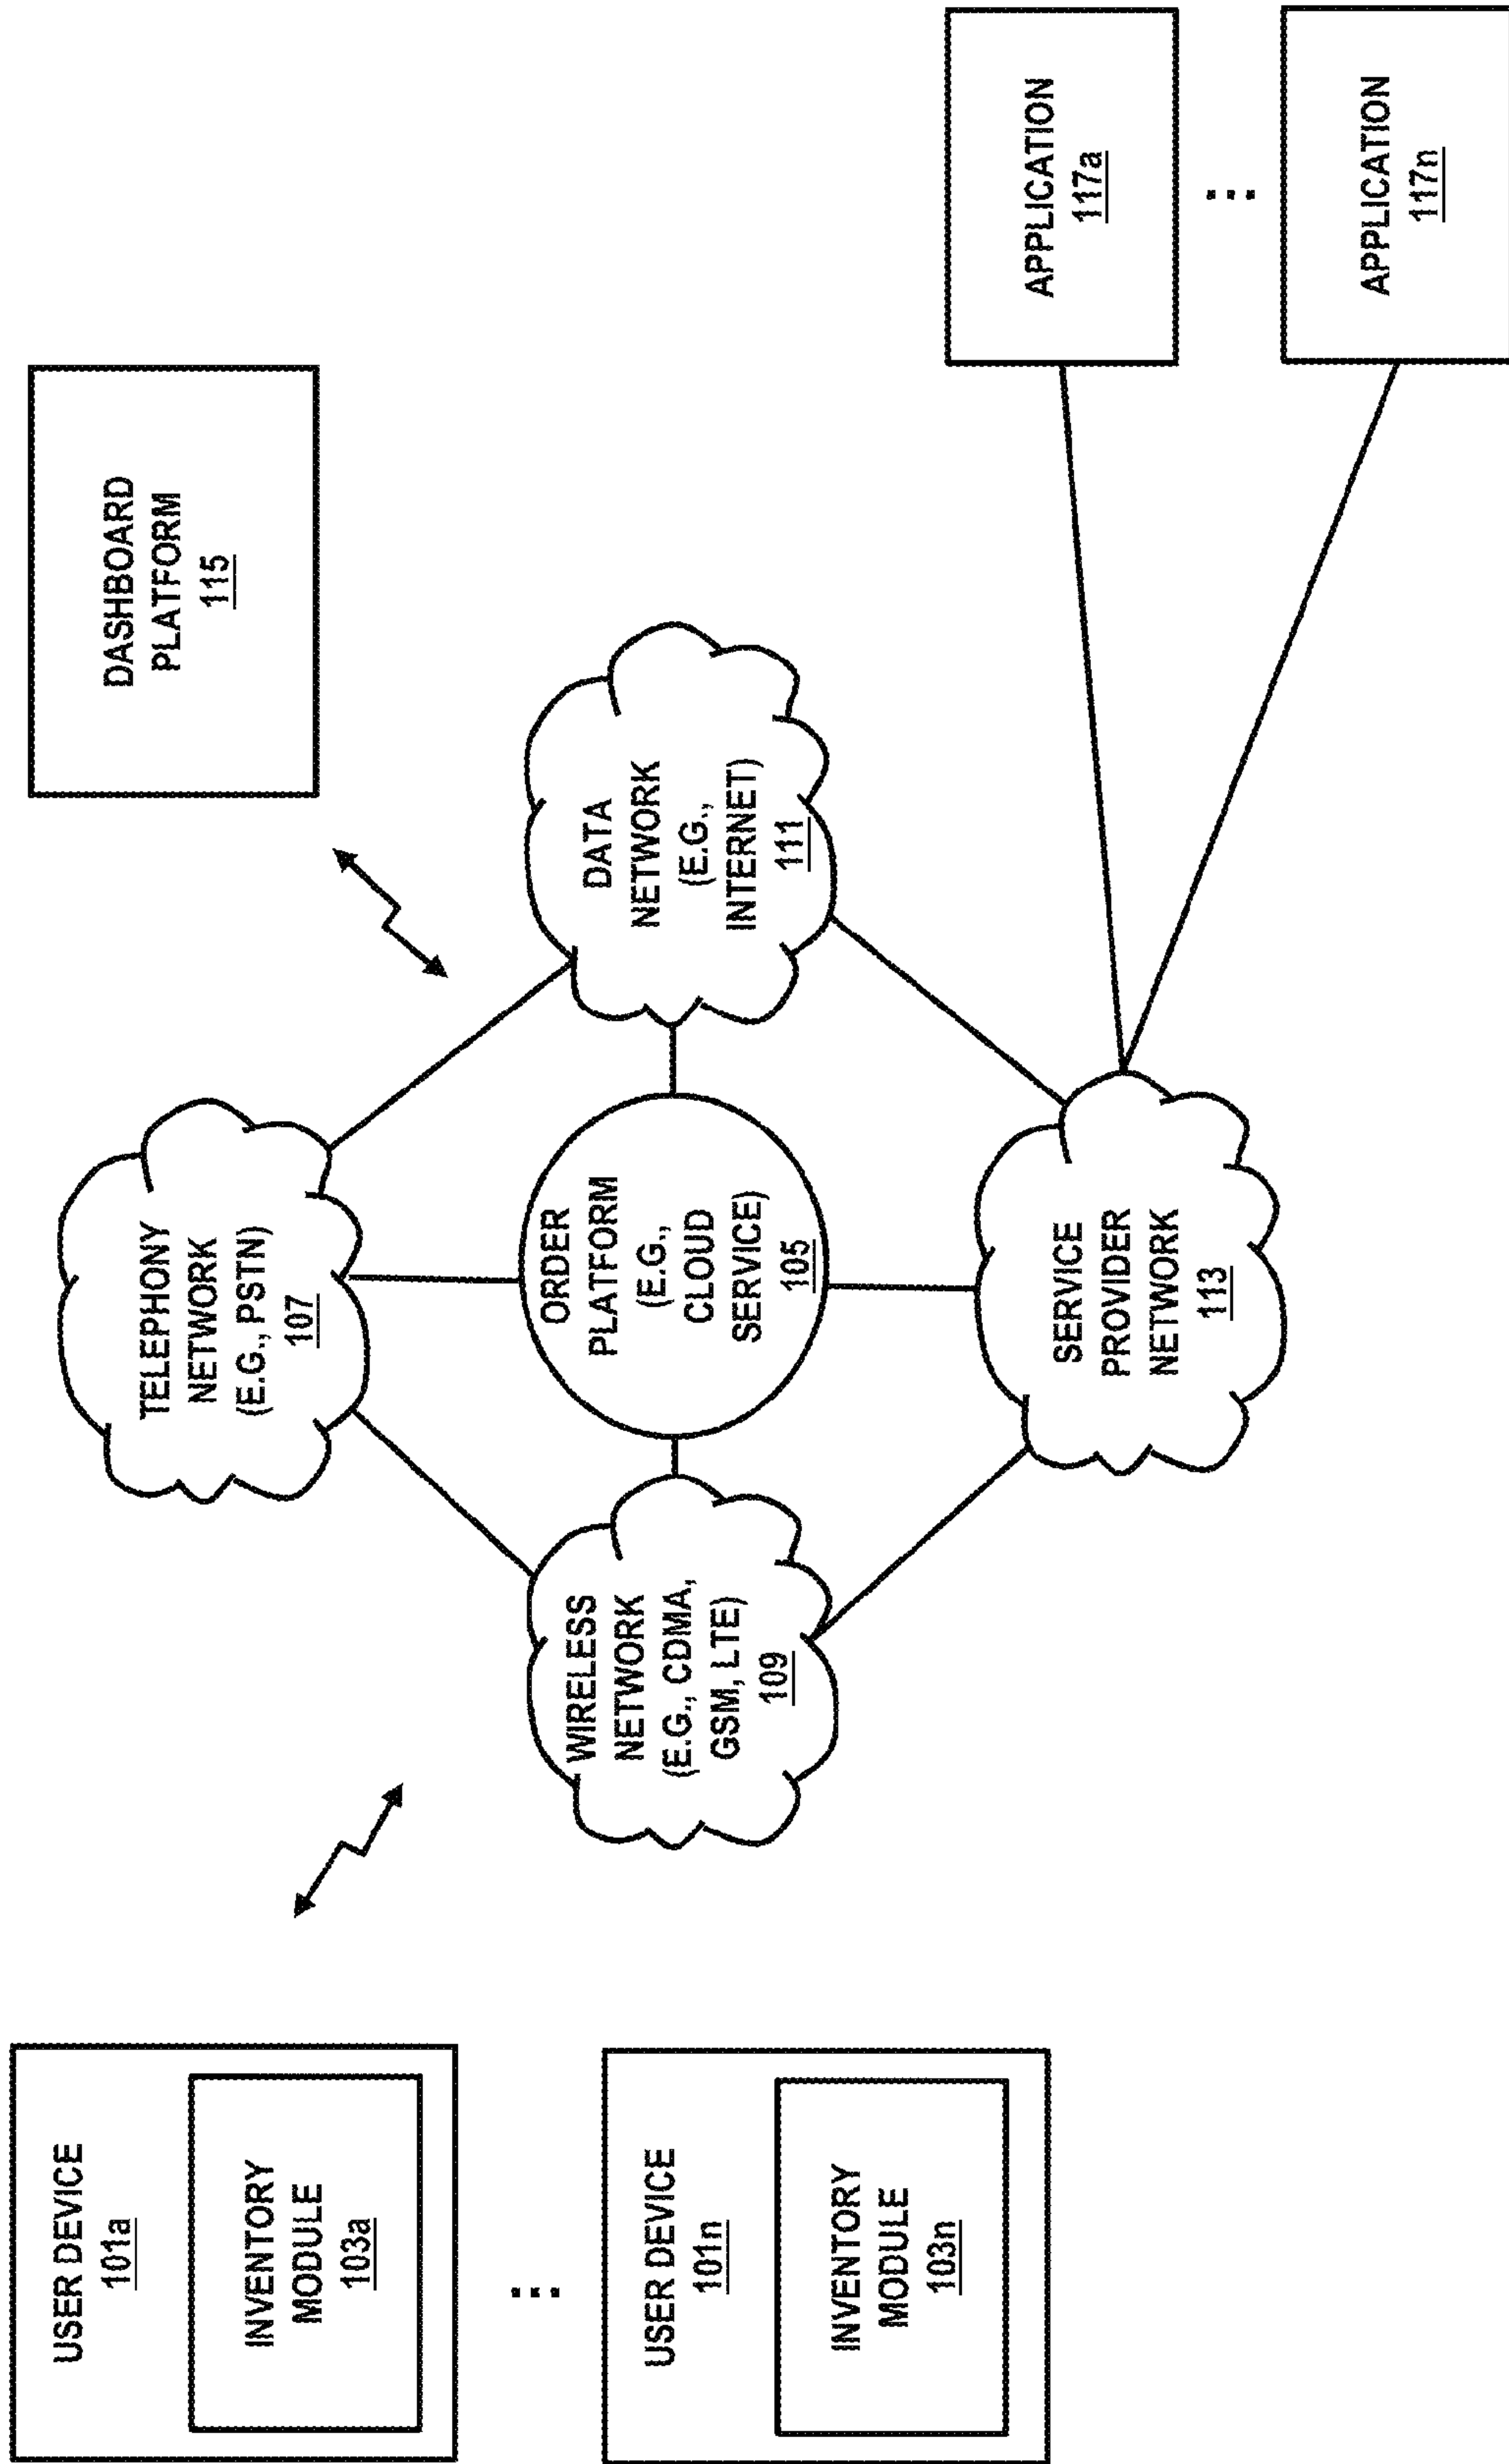 USER DEVICE
101a
INVENTORY
MODULE
103a
...
USER DEVICE
101n
INVENTORY
MODULE
103n
TELEPHONY
NETWORK
(E.G., PSTN)
107
WIRELESS
NETWORK
(E.G., CDMA,
GSM, LTE)
109
ORDER
PLATFORM
(E.G.,
CLOUD
SERVICE)
105
DATA
NETWORK
(E.G.,
INTERNET)
111
SERVICE
PROVIDER
NETWORK
113
DASHBOARD
PLATFORM
115
APPLICATION
117a
...
APPLICATION
117n